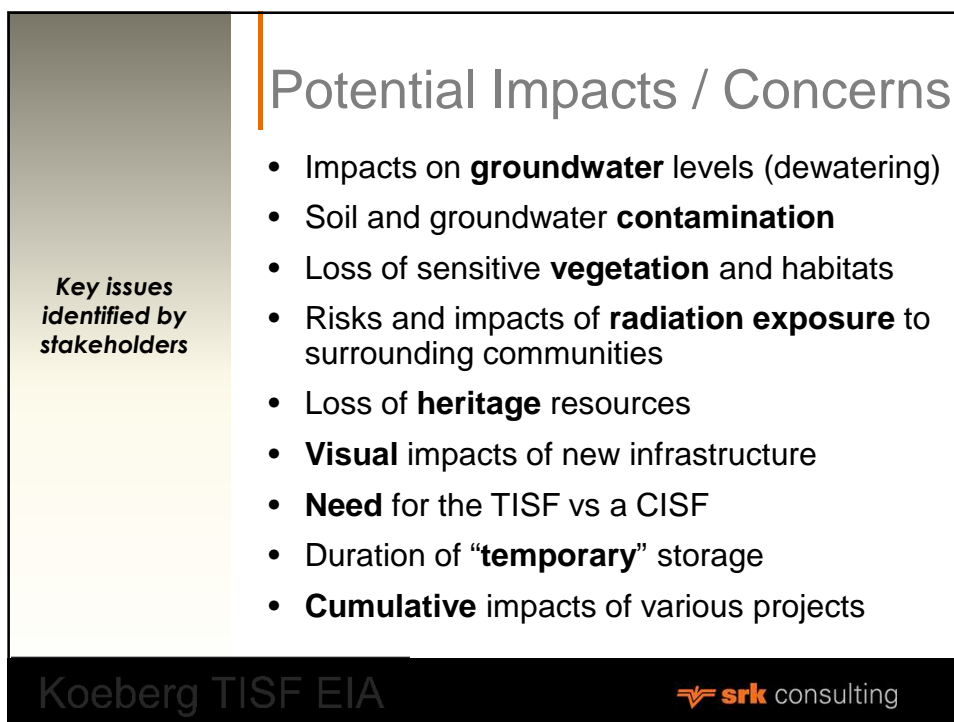 Potential Impacts / Concerns
Key issues
identified by
stakeholders
• Impacts on groundwater levels (dewatering)
• Soil and groundwater contamination
• Loss of sensitive vegetation and habitats
• Risks and impacts of radiation exposure to
surrounding communities
• Loss of heritage resources
• Visual impacts of new infrastructure
• Need for the TISF vs a CISF
• Duration of “temporary” storage
• Cumulative impacts of various projects
Koeberg TISF EIA
srk consulting